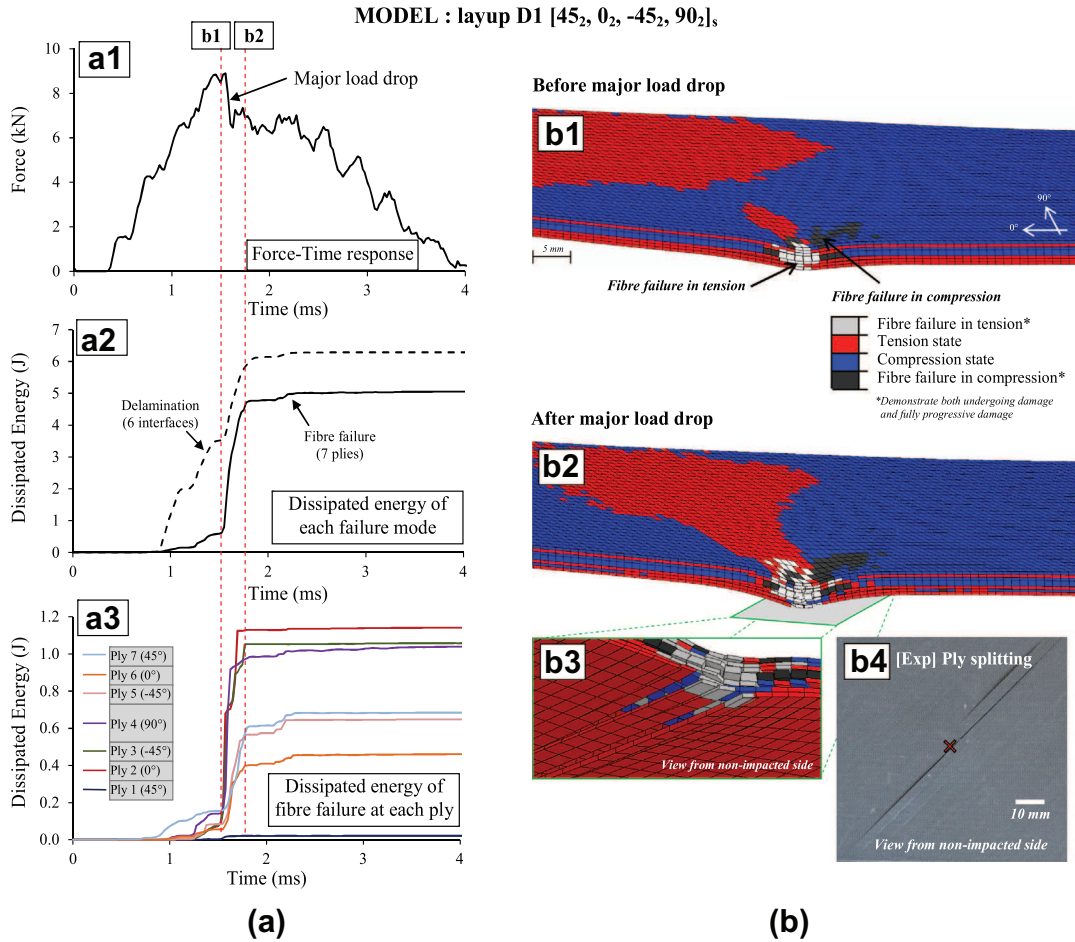 MODEL : layup D1 [45₂, 0₂, -45₂, 90₂]ₛ
b1
b2
a1
10
8
6
4
2
0
Force (kN)
Major load drop
Force-Time response
0
1
2
3
4
Time (ms)
a2
7
6
5
4
3
2
1
0
Dissipated Energy (J)
Delamination
(6 interfaces)
Fibre failure
(7 plies)
Dissipated energy of
each failure mode
0
1
2
3
4
Time (ms)
a3
1.2
1.0
0.8
0.6
0.4
0.2
0.0
Dissipated Energy (J)
Ply 7 (45°)
Ply 6 (0°)
Ply 5 (-45°)
Ply 4 (90°)
Ply 3 (-45°)
Ply 2 (0°)
Ply 1 (45°)
Dissipated energy of
fibre failure at each ply
0
1
2
3
4
Time (ms)
(a)
Before major load drop
b1
90°
0°
5 mm
Fibre failure in tension
Fibre failure in compression
Fibre failure in tension*
Tension state
Compression state
Fibre failure in compression*
*Demonstrate both undergoing damage
and fully progressive damage
After major load drop
b2
b3
View from non-impacted side
b4
[Exp] Ply splitting
10 mm
View from non-impacted side
(b)